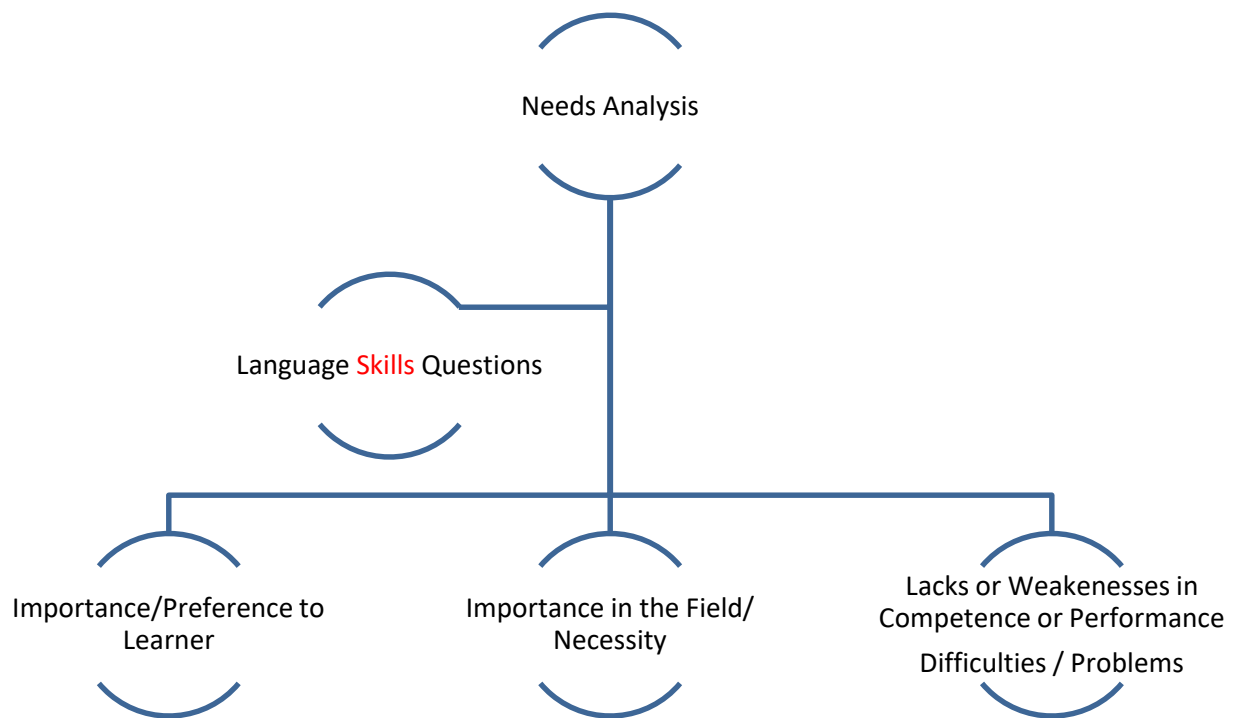 Needs Analysis
Language Skills Questions
Importance/Preference to
Learner
Importance in the Field/
Necessity
Lacks or Weakenesses in
Competence or Performance
Difficulties / Problems